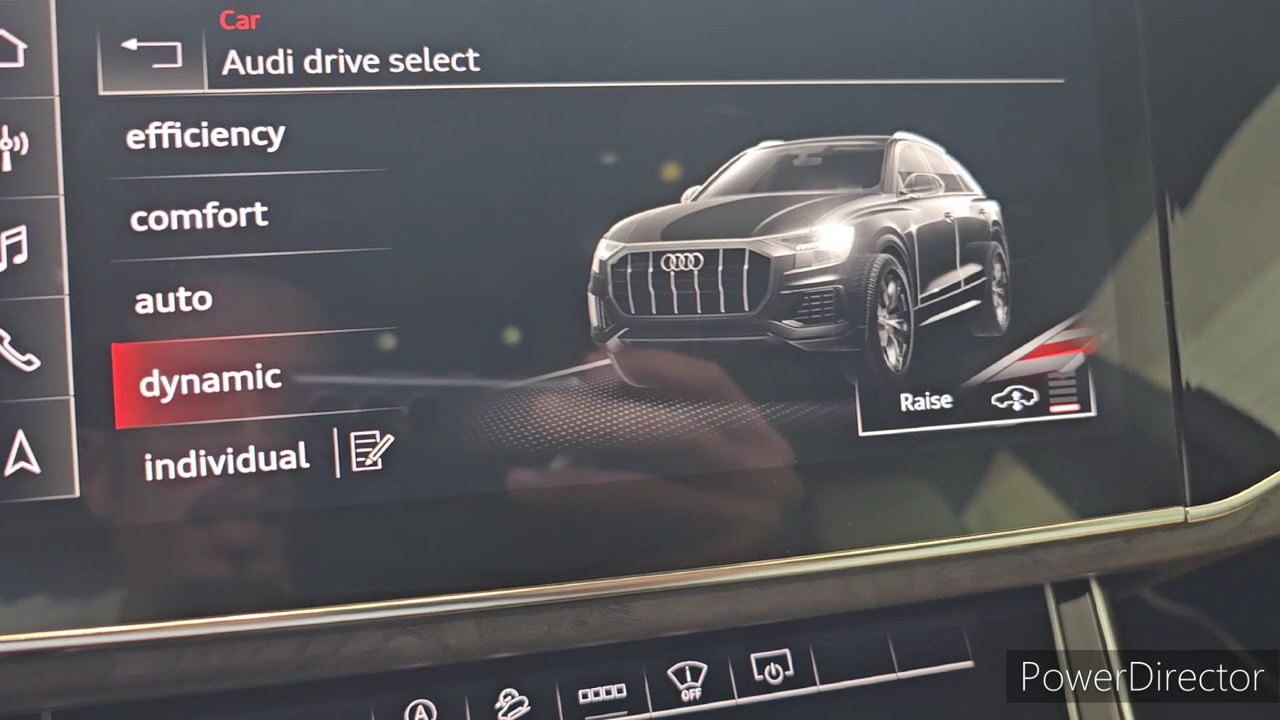 Car
Audi drive select
efficiency
comfort
auto
dynamic
individual
Raise
A
OFF
PowerDirector